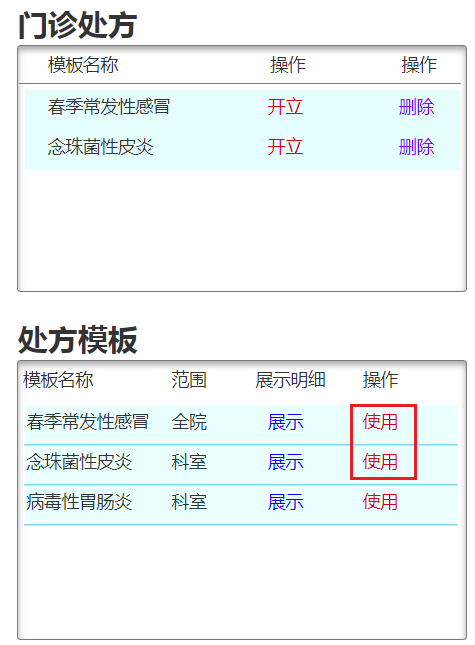 门诊处方
模板名称 操作 操作
春季常发性感冒 开立 删除
念珠菌性皮炎 开立 删除
处方模板
模板名称 范围 展示明细 操作
春季常发性感冒 全院 展示 使用
念珠菌性皮炎 科室 展示 使用
病毒性胃肠炎 科室 展示 使用